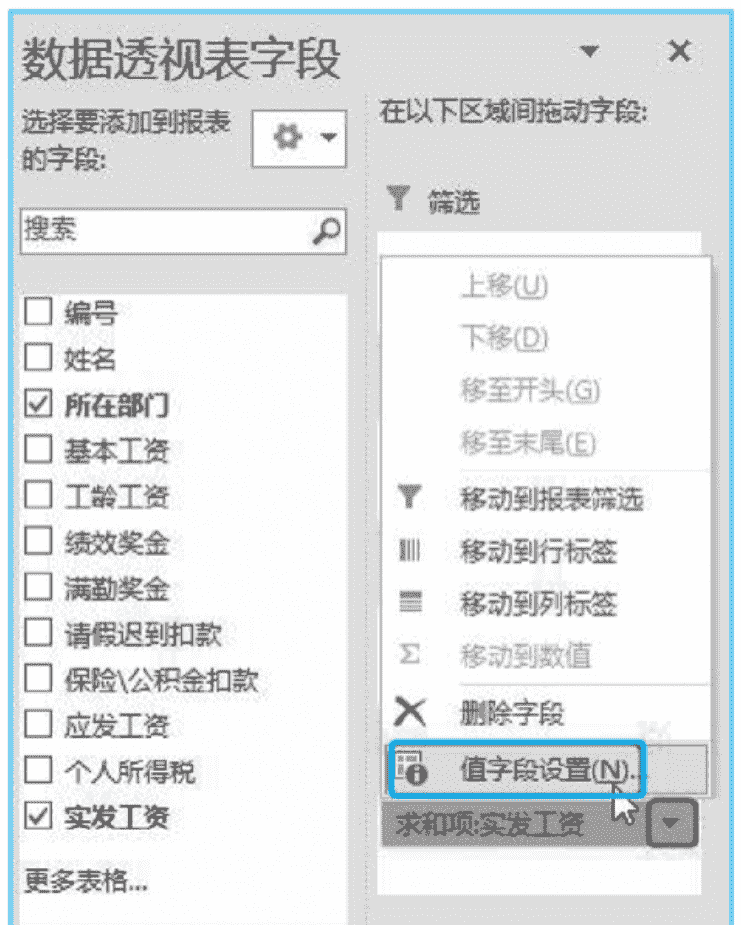 数据透视表字段
选择要添加到报表
的字段:
搜索
编号
姓名
所在部门
基本工资
工龄工资
绩效奖金
满勤奖金
请假迟到扣款
保险\公积金扣款
应发工资
个人所得税
实发工资
更多表格...
在以下区域间拖动字段:
筛选
上移(U)
下移(D)
移至开头(G)
移至末尾(E)
移动到报表筛选
移动到行标签
移动到列标签
Σ 移动到数值
删除字段
值字段设置(N)...
求和项:实发工资